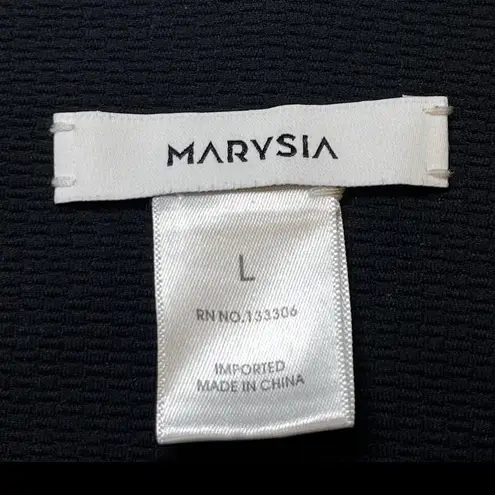 MARYSIA
L
RN NO.133306
IMPORTED
MADE IN CHINA